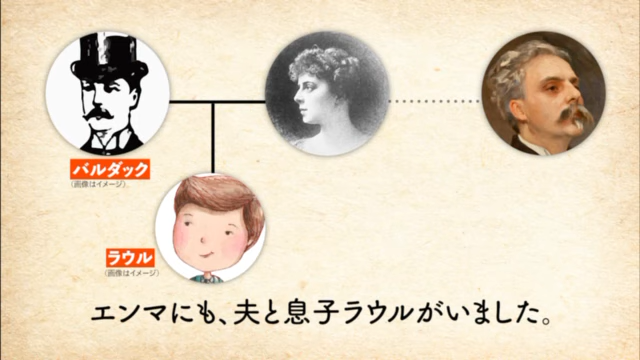 バルダック
(画像はイメージ)
ラウル
(画像はイメージ)
エンマにも、夫と息子ラウルがいました。